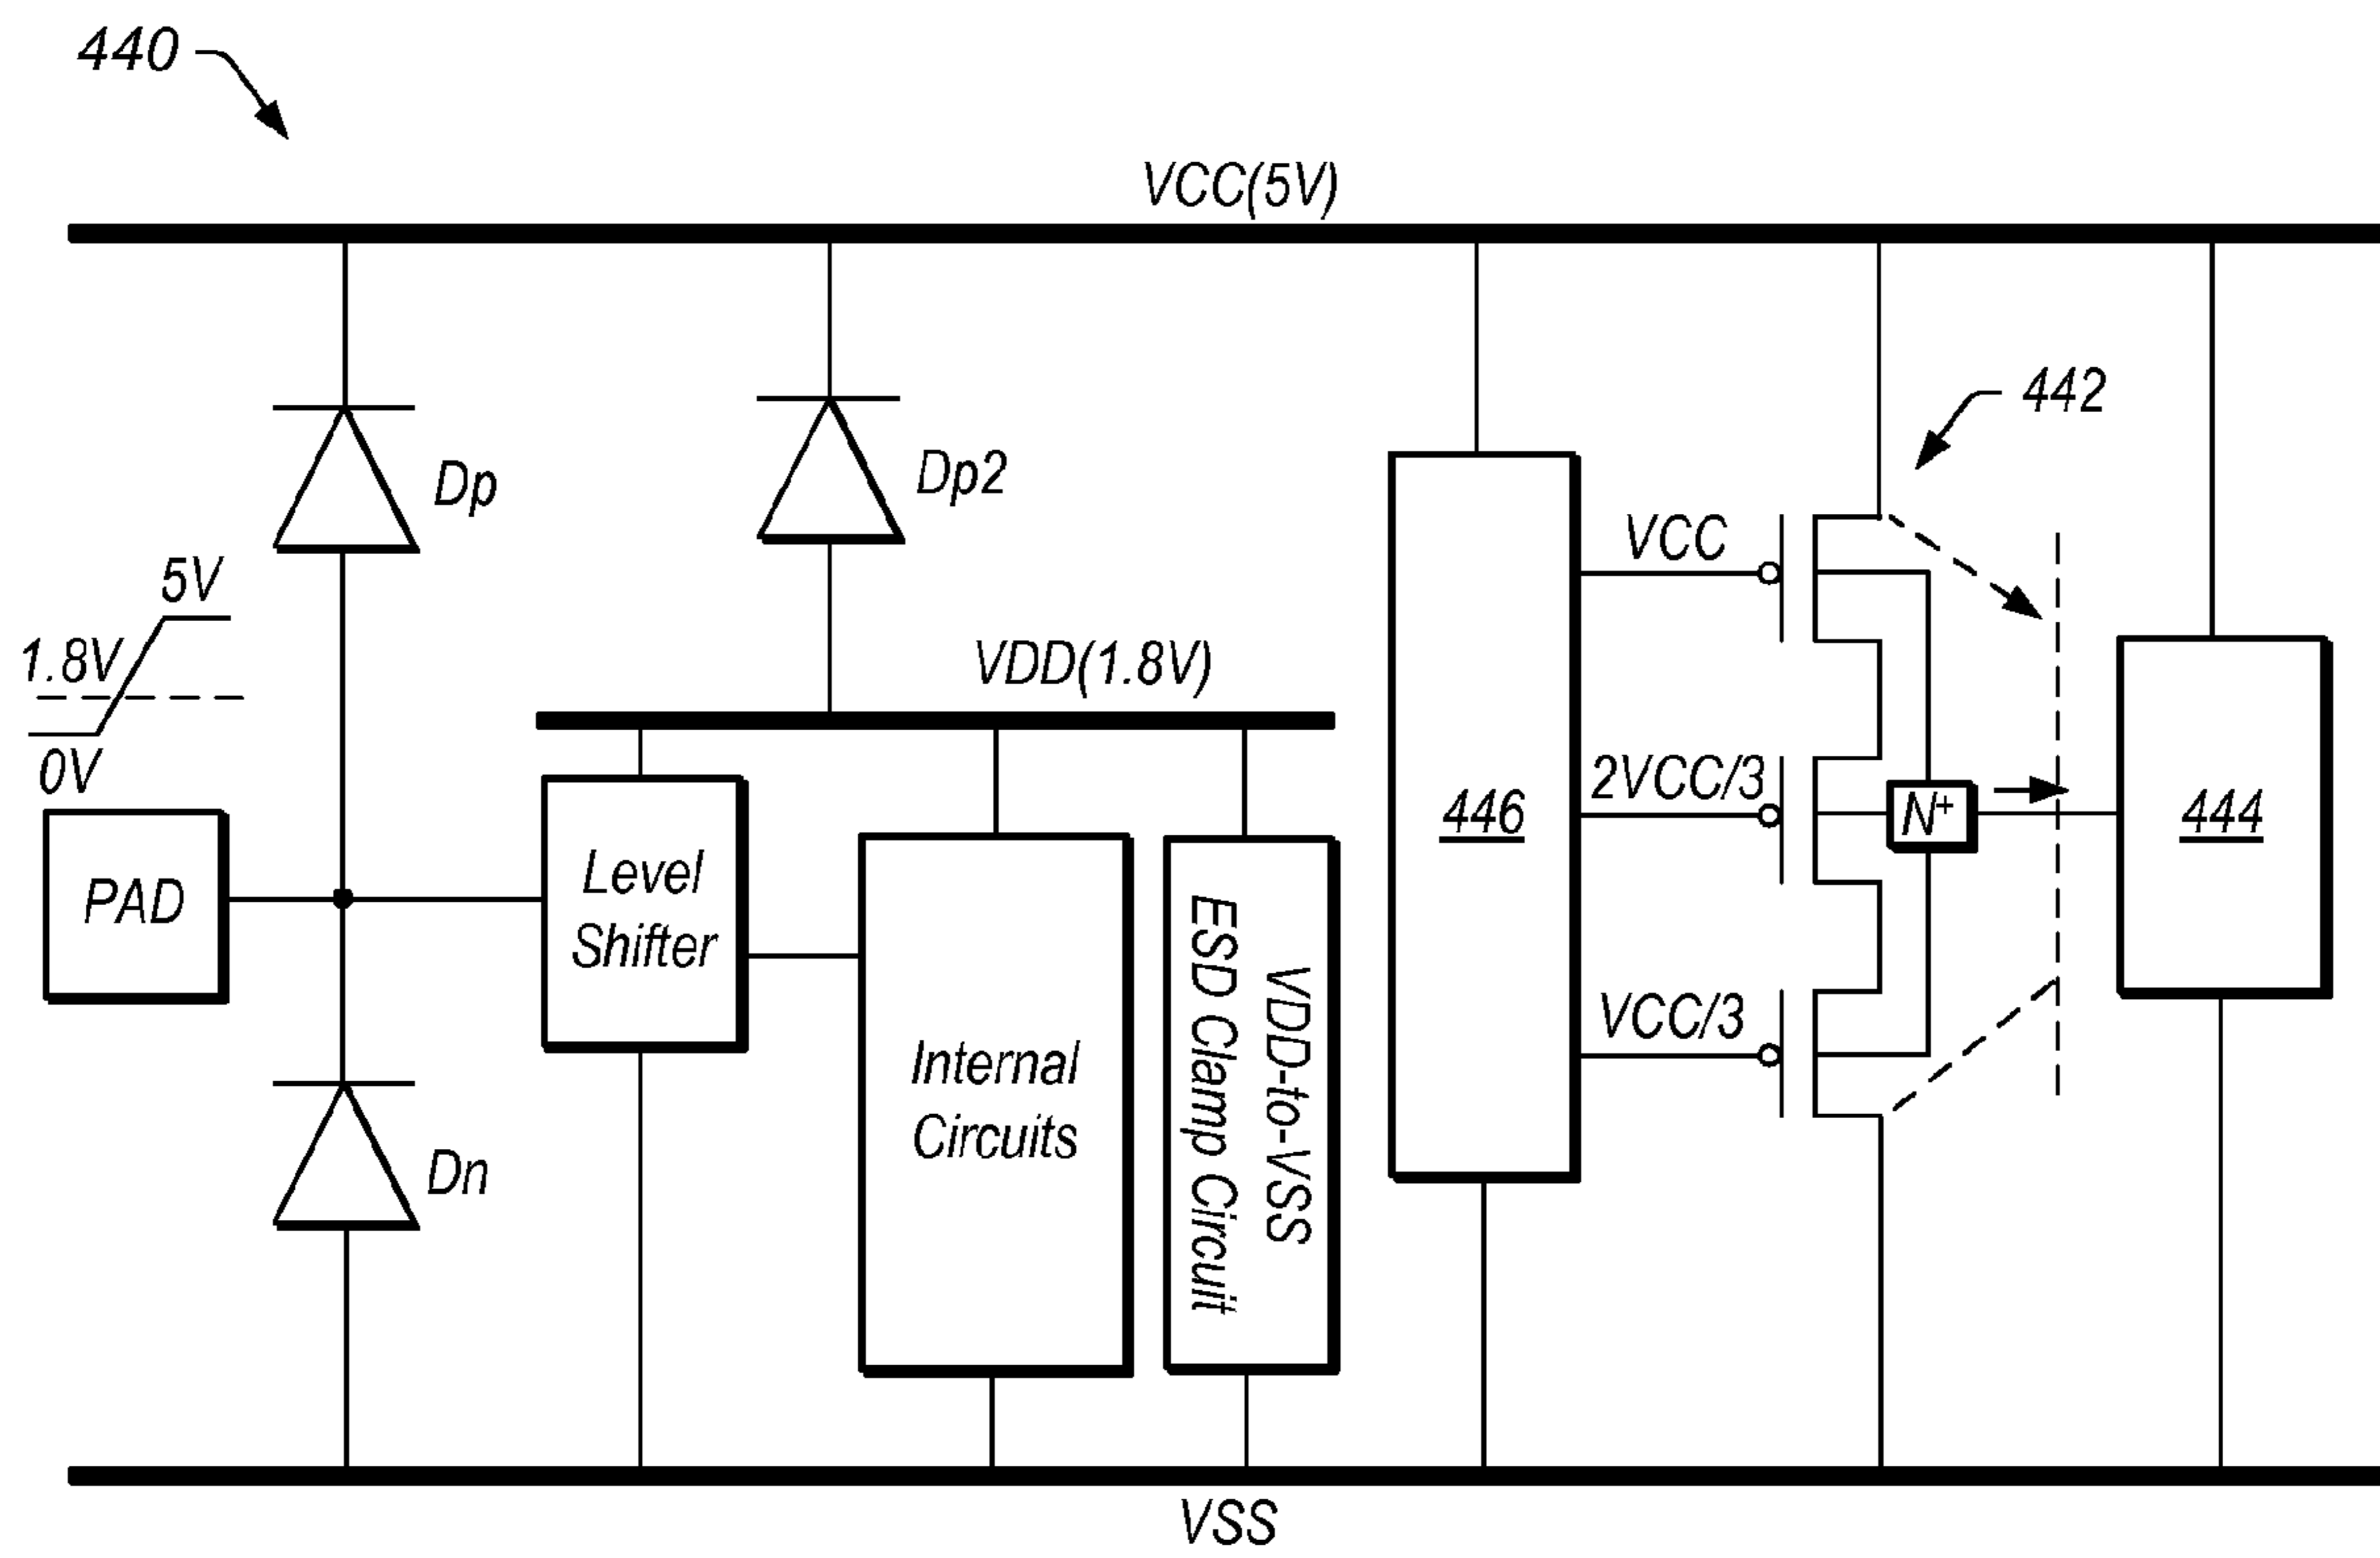 440
VCC(5V)
442
Dp
Dp2
VCC
5V
1.8V
0V
VDD(1.8V)
2VCC/3
446
N+
444
PAD
Level
Shifter
VCC/3
Internal
Circuits
VDD-to-VSS
ESD Clamp Circuit
Dn
VSS